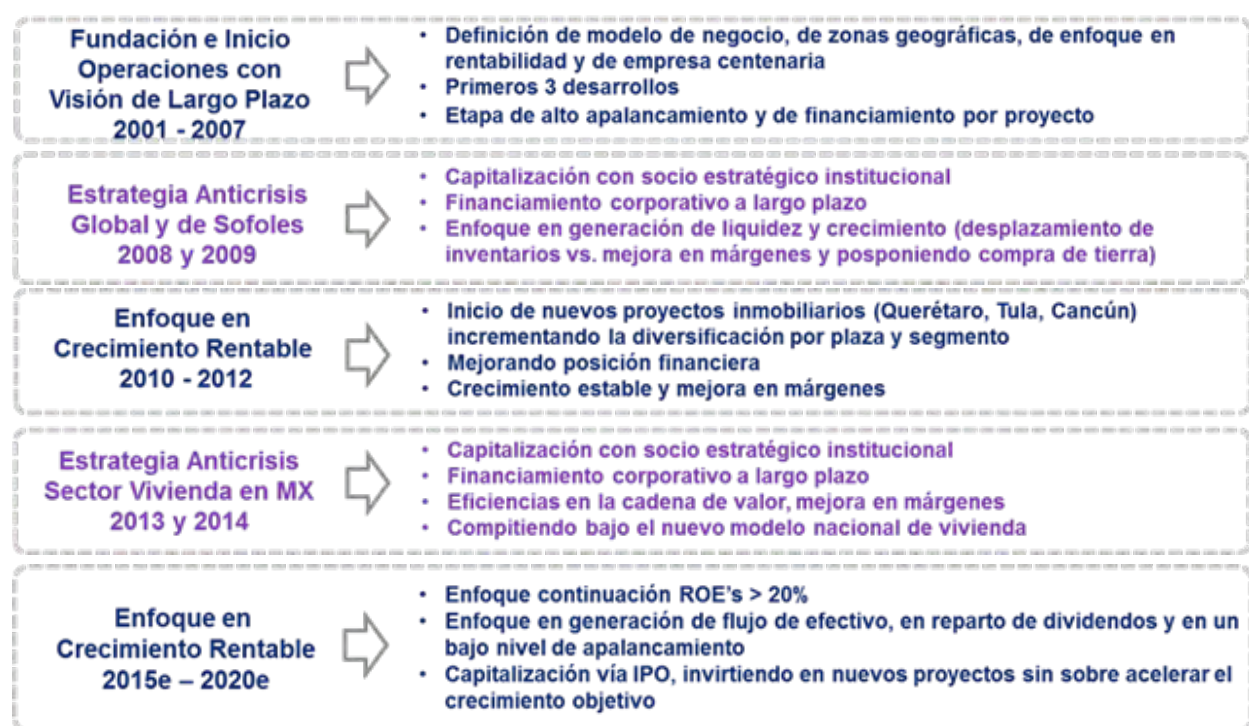 Fundación e Inicio
Operaciones con
Visión de Largo Plazo
2001 - 2007
• Definición de modelo de negocio, de zonas geográficas, de enfoque en
rentabilidad y de empresa centenaria
• Primeros 3 desarrollos
• Etapa de alto apalancamiento y de financiamiento por proyecto
Estrategia Anticrisis
Global y de Sofoles
2008 y 2009
• Capitalización con socio estratégico institucional
• Financiamiento corporativo a largo plazo
• Enfoque en generación de liquidez y crecimiento (desplazamiento de
inventarios vs. mejora en márgenes y posponiendo compra de tierra)
Enfoque en
Crecimiento Rentable
2010 - 2012
• Inicio de nuevos proyectos inmobiliarios (Querétaro, Tula, Cancún)
incrementando la diversificación por plaza y segmento
• Mejorando posición financiera
• Crecimiento estable y mejora en márgenes
Estrategia Anticrisis
Sector Vivienda en MX
2013 y 2014
• Capitalización con socio estratégico institucional
• Financiamiento corporativo a largo plazo
• Eficiencias en la cadena de valor, mejora en márgenes
• Compitiendo bajo el nuevo modelo nacional de vivienda
Enfoque en
Crecimiento Rentable
2015e – 2020e
• Enfoque continuación ROE's > 20%
• Enfoque en generación de flujo de efectivo, en reparto de dividendos y en un
bajo nivel de apalancamiento
• Capitalización vía IPO, invirtiendo en nuevos proyectos sin sobre acelerar el
crecimiento objetivo